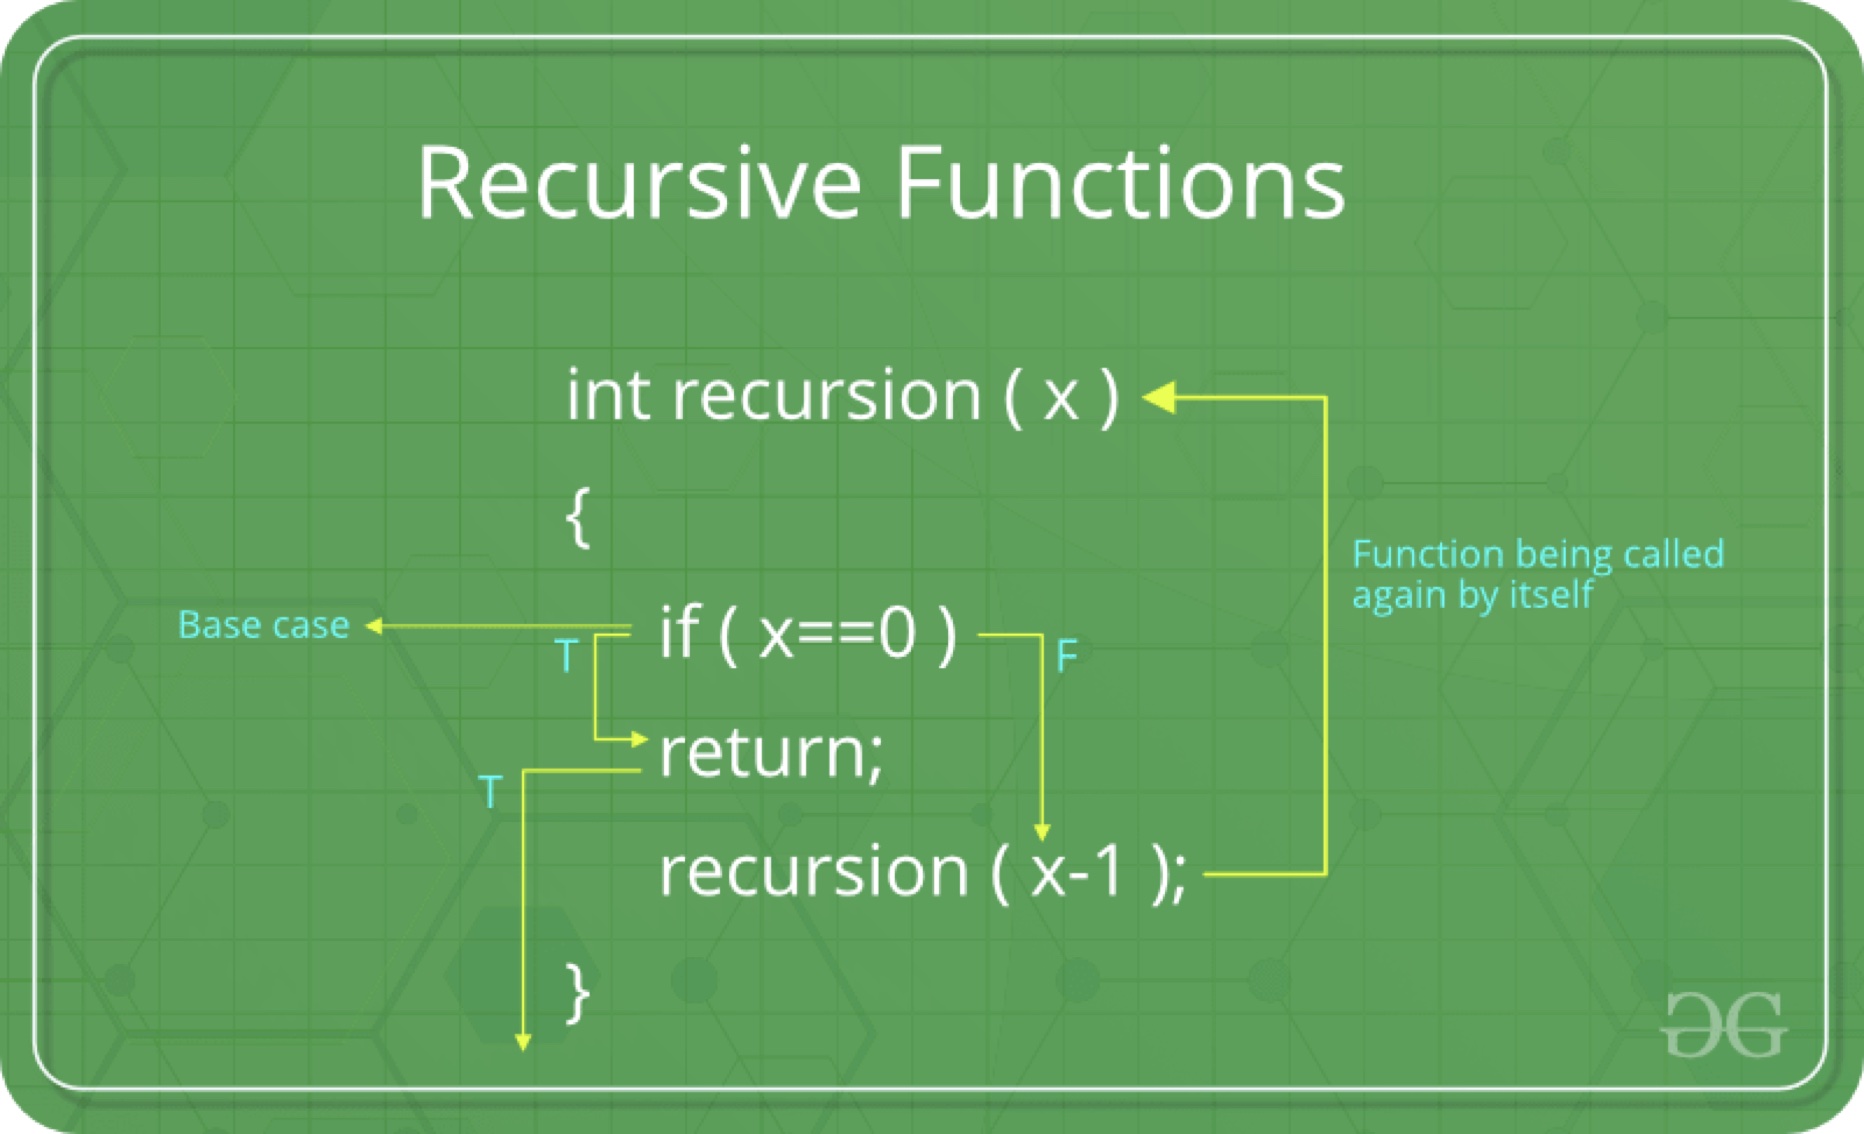 Recursive Functions
int recursion ( x )
{
Function being called
again by itself
Base case
if ( x==0 )
T
F
return;
T
recursion ( x-1 );
}
GG